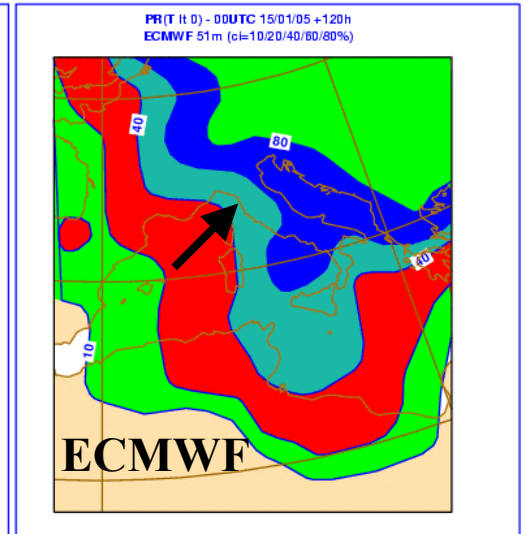 PR(T lt 0) - 00UTC 15/01/05 +120h
ECMWF 51m (ci=10/20/40/60/80%)
40
80
40
10
ECMWF